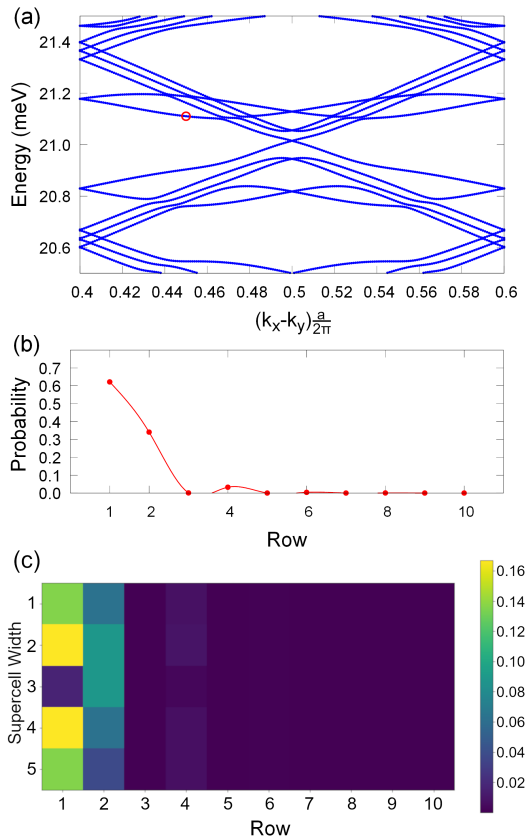 (a)
21.4
21.2
21.0
20.8
20.6
Energy (meV)
0.4 0.42 0.44 0.46 0.48 0.5 0.52 0.54 0.56 0.58 0.6
(kₓ-kᵧ) a/2π
(b)
0.7
0.6
0.5
0.4
0.3
0.2
0.1
0.0
Probability
1 2 4 6 8 10
Row
(c)
1
2
3
4
5
Supercell Width
1 2 3 4 5 6 7 8 9 10
Row
0.16
0.14
0.12
0.10
0.08
0.06
0.04
0.02